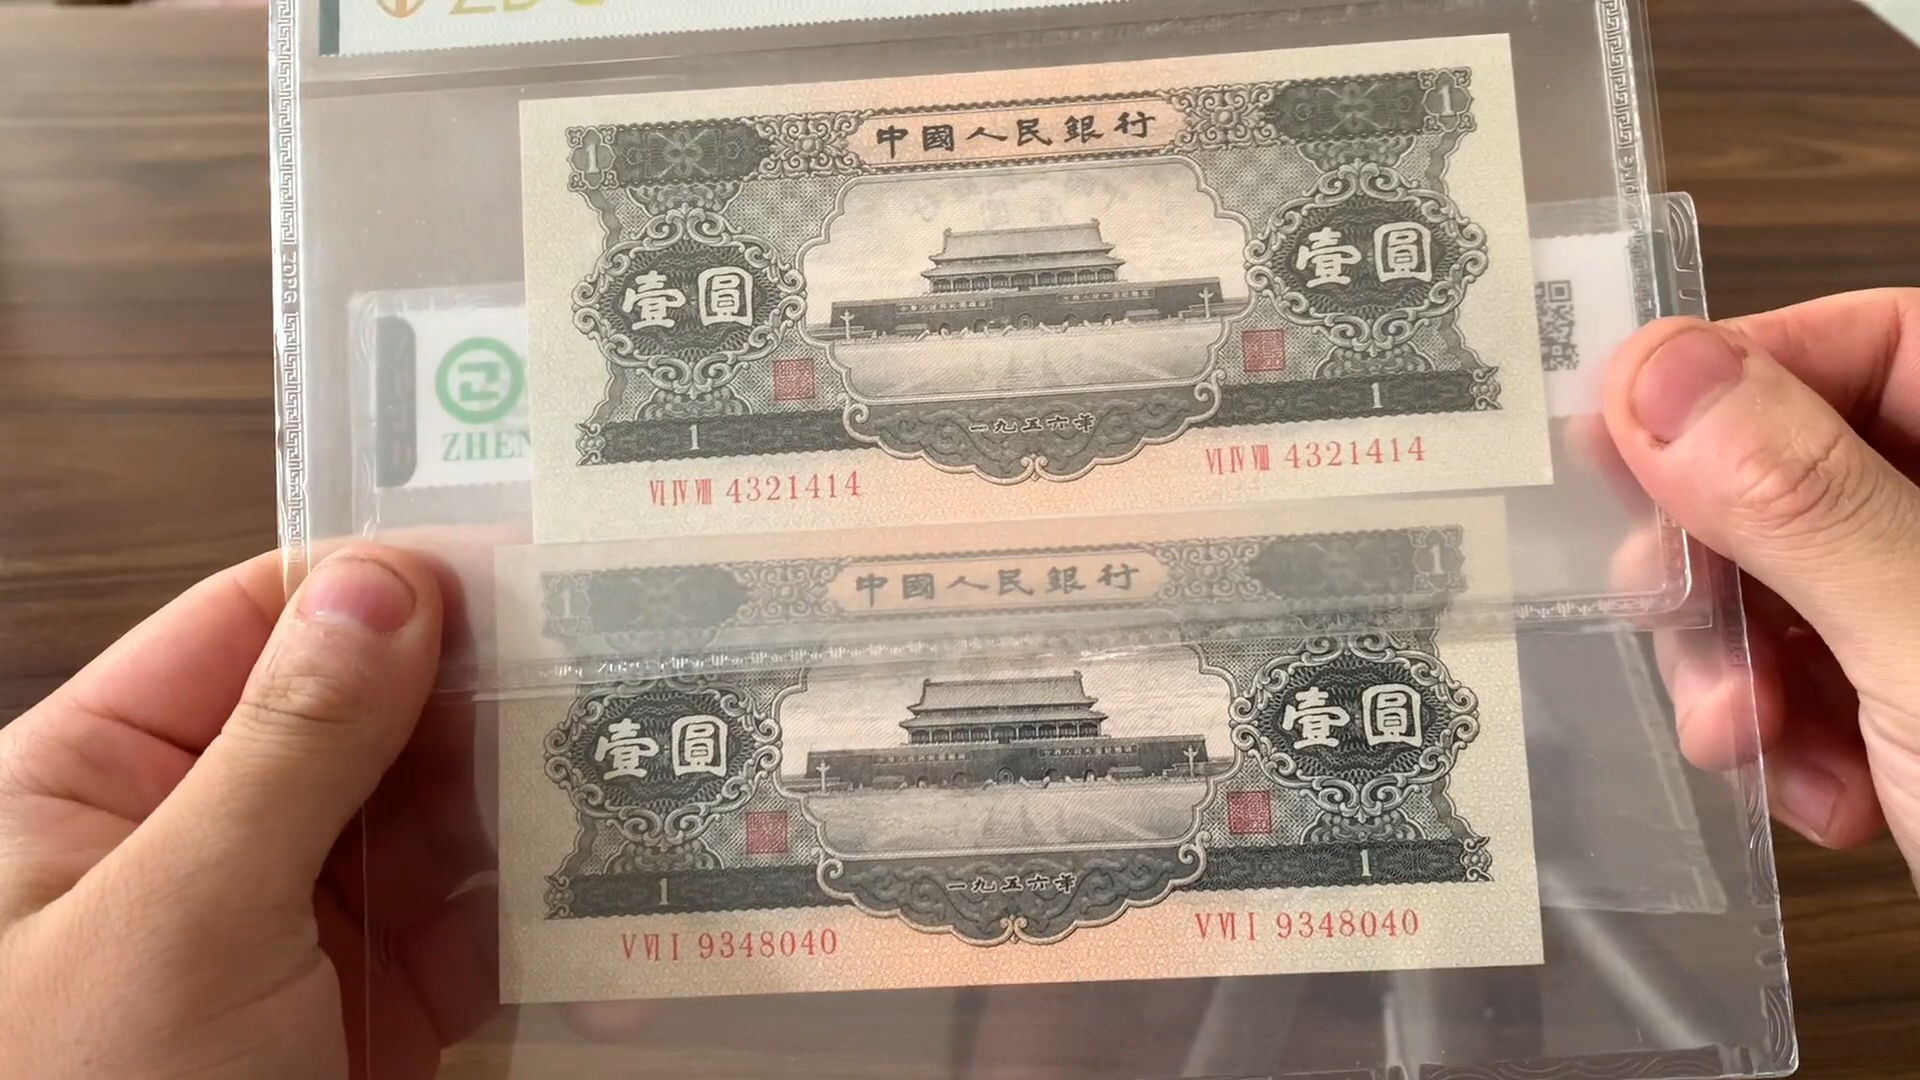 ZDPG
ZHEN
1
1
中國人民銀行
壹圓
壹圓
1
1
一九五六年
VI IV VIII 4321414
VI IV VIII 4321414
1
1
中國人民銀行
壹圓
壹圓
1
1
一九五六年
V VII I 9348040
V VII I 9348040